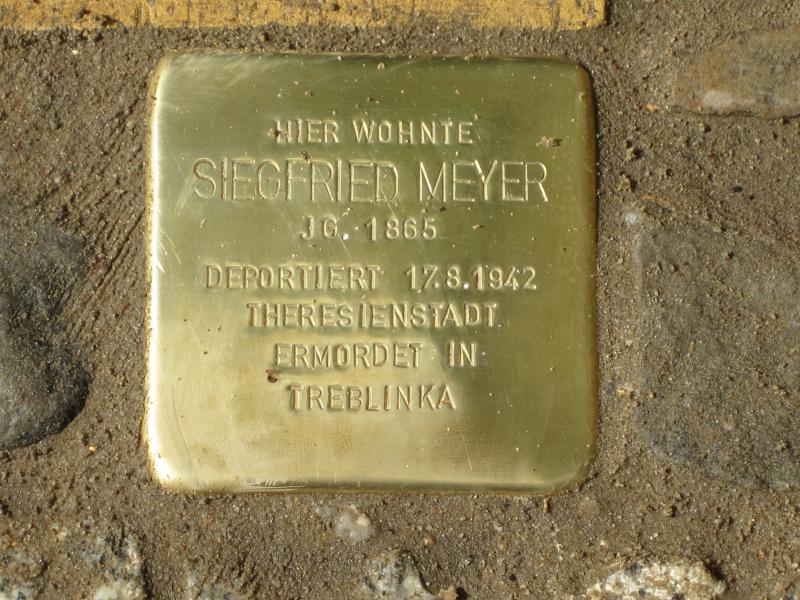 HIER WOHNTE
SIEGFRIED MEYER
JG. 1865
DEPORTIERT 17.8.1942
THERESIENSTADT
ERMORDET IN
TREBLINKA